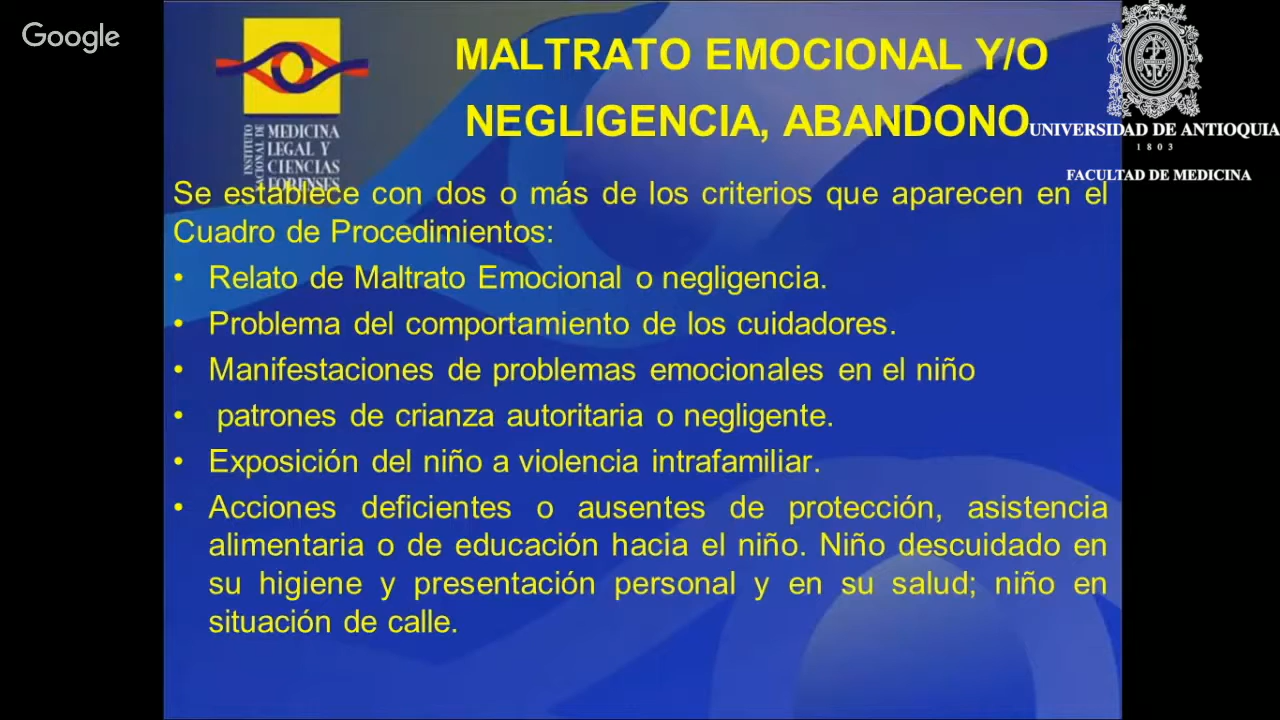 Google
INSTITUTO
NACIONAL DE
MEDICINA
LEGAL Y
CIENCIAS
FORENSES
MALTRATO EMOCIONAL Y/O
NEGLIGENCIA, ABANDONO
UNIVERSIDAD DE ANTIOQUIA
1803
FACULTAD DE MEDICINA
Se establece con dos o más de los criterios que aparecen en el
Cuadro de Procedimientos:
• Relato de Maltrato Emocional o negligencia.
• Problema del comportamiento de los cuidadores.
• Manifestaciones de problemas emocionales en el niño
• patrones de crianza autoritaria o negligente.
• Exposición del niño a violencia intrafamiliar.
• Acciones deficientes o ausentes de protección, asistencia
alimentaria o de educación hacia el niño. Niño descuidado en
su higiene y presentación personal y en su salud; niño en
situación de calle.